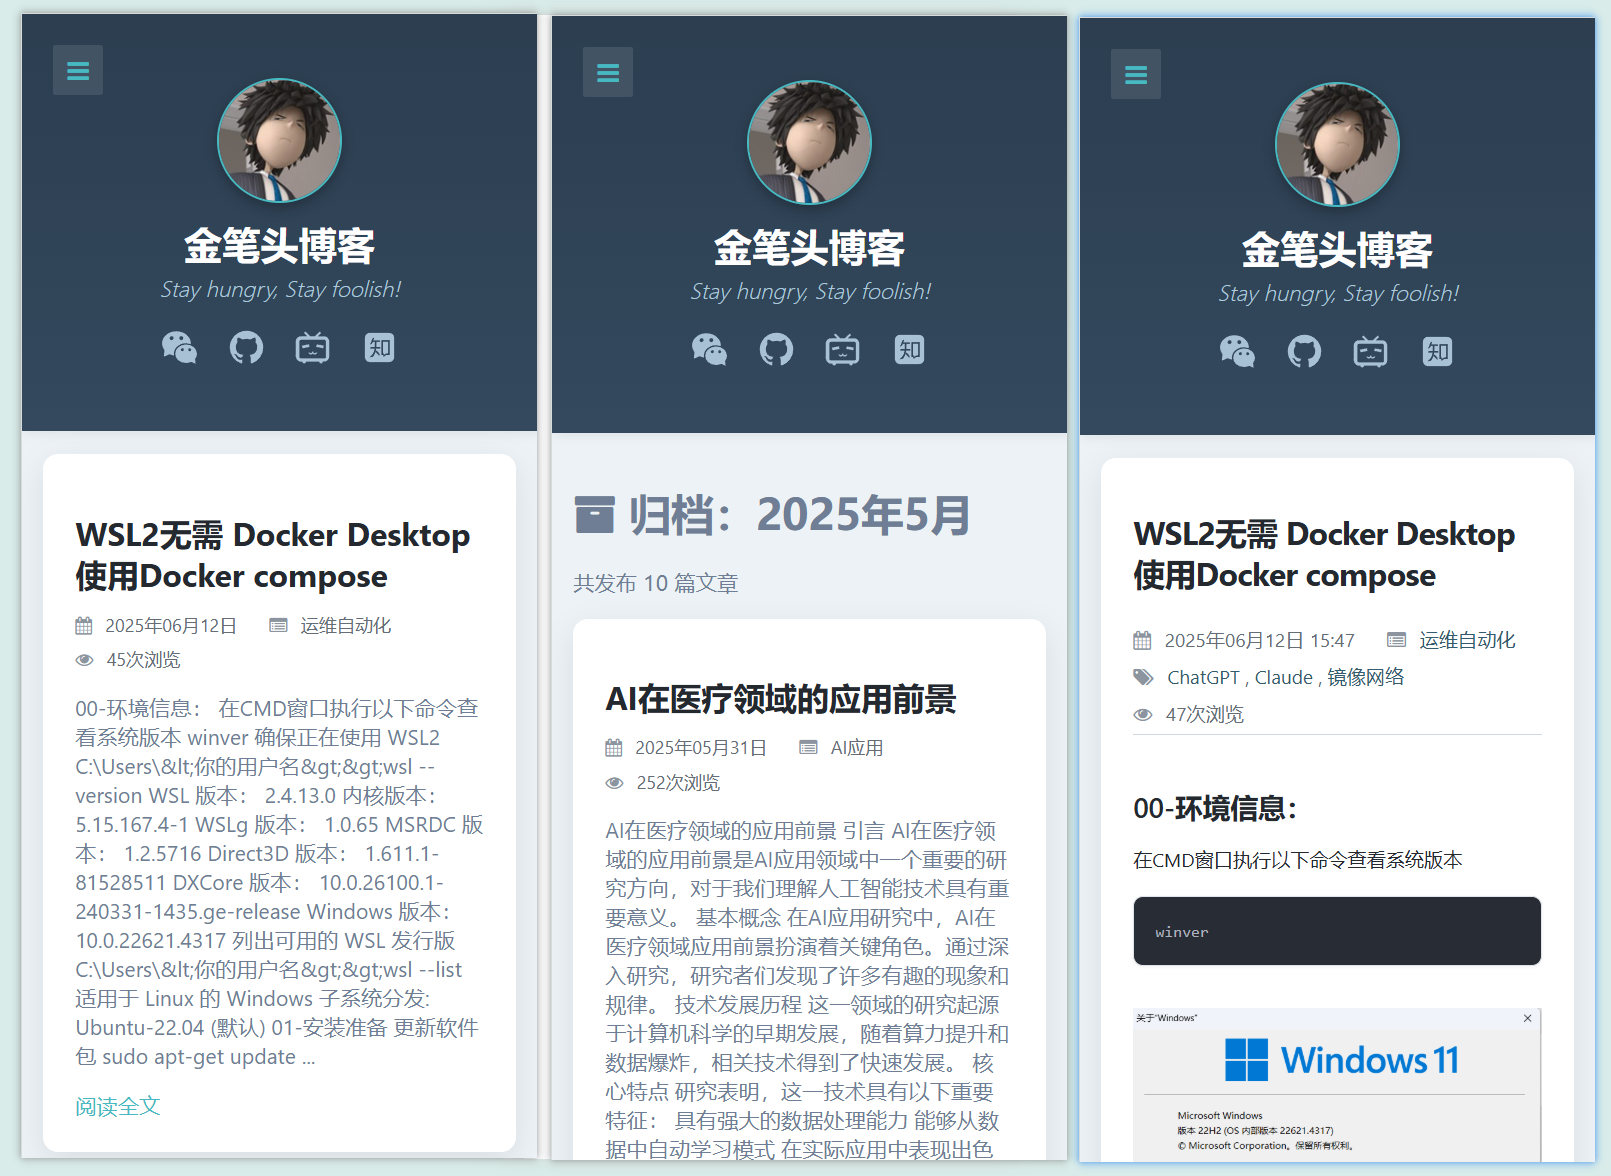 金笔头博客
Stay hungry, Stay foolish!
知
WSL2无需 Docker Desktop
使用Docker compose
2025年06月12日 运维自动化
45次浏览
00-环境信息： 在CMD窗口执行以下命令查
看系统版本 winver 确保正在使用 WSL2
C:\Users\&lt;你的用户名&gt;&gt;wsl --
version WSL 版本： 2.4.13.0 内核版本：
5.15.167.4-1 WSLg 版本： 1.0.65 MSRDC 版
本： 1.2.5716 Direct3D 版本： 1.611.1-
81528511 DXCore 版本： 10.0.26100.1-
240331-1435.ge-release Windows 版本：
10.0.22621.4317 列出可用的 WSL 发行版
C:\Users\&lt;你的用户名&gt;&gt;wsl --list
适用于 Linux 的 Windows 子系统分发:
Ubuntu-22.04 (默认) 01-安装准备 更新软件
包 sudo apt-get update ...
阅读全文
金笔头博客
Stay hungry, Stay foolish!
知
归档：2025年5月
共发布 10 篇文章
AI在医疗领域的应用前景
2025年05月31日 AI应用
252次浏览
AI在医疗领域的应用前景 引言 AI在医疗领
域的应用前景是AI应用领域中一个重要的研
究方向，对于我们理解人工智能技术具有重
要意义。 基本概念 在AI应用研究中，AI在
医疗领域应用前景扮演着关键角色。通过深
入研究，研究者们发现了许多有趣的现象和
规律。 技术发展历程 这一领域的研究起源
于计算机科学的早期发展，随着算力提升和
数据爆炸，相关技术得到了快速发展。 核
心特点 研究表明，这一技术具有以下重要
特征： 具有强大的数据处理能力 能够从数
据中自动学习模式 在实际应用中表现出色
金笔头博客
Stay hungry, Stay foolish!
知
WSL2无需 Docker Desktop
使用Docker compose
2025年06月12日 15:47 运维自动化
ChatGPT , Claude , 镜像网络
47次浏览
00-环境信息：
在CMD窗口执行以下命令查看系统版本
winver
关于"Windows"
Windows 11
Microsoft Windows
版本 22H2 (OS 内部版本 22621.4317)
© Microsoft Corporation。保留所有权利。